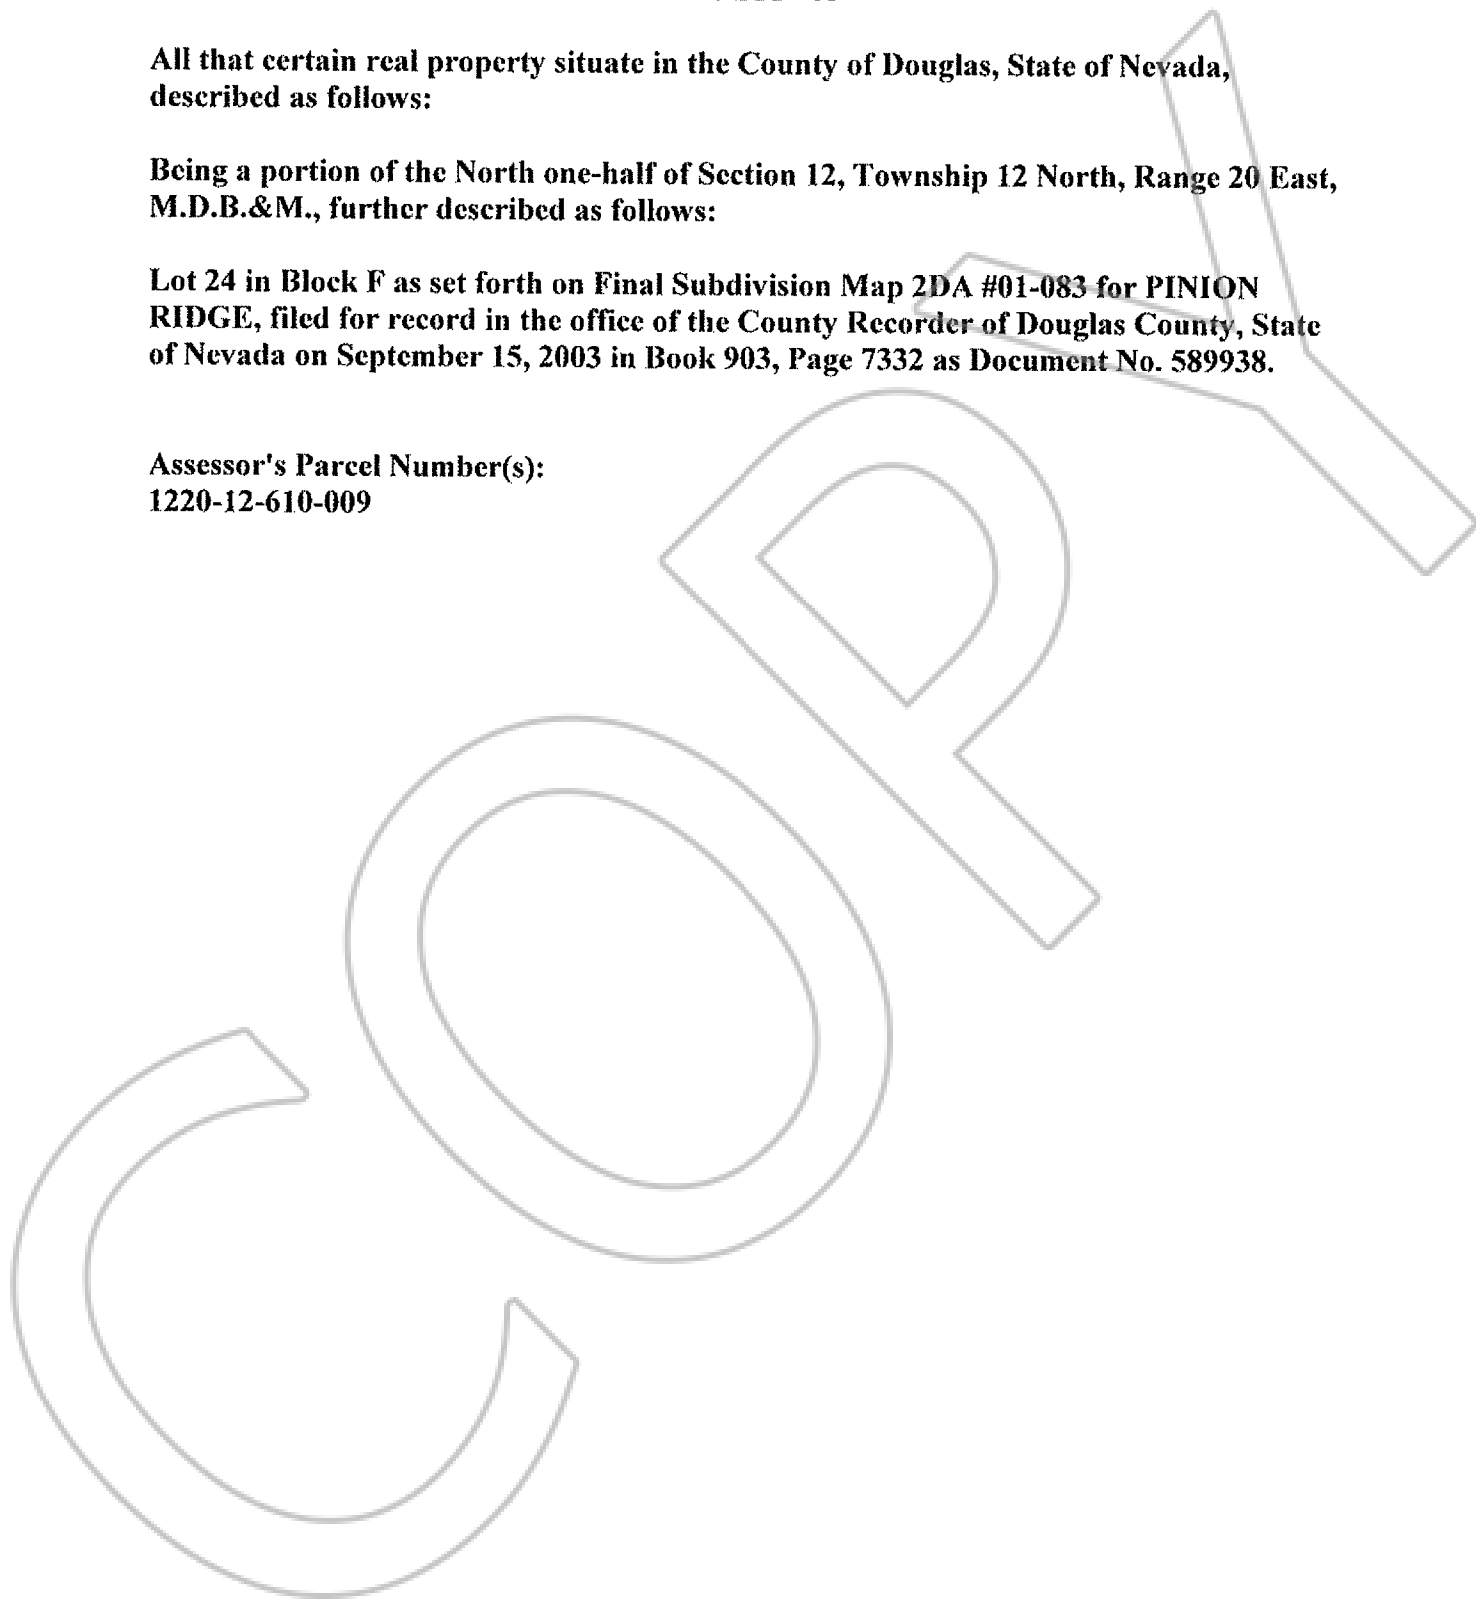 All that certain real property situate in the County of Douglas, State of Nevada,
described as follows:
Being a portion of the North one-half of Section 12, Township 12 North, Range 20 East,
M.D.B.&M., further described as follows:
Lot 24 in Block F as set forth on Final Subdivision Map 2DA #01-083 for PINION
RIDGE, filed for record in the office of the County Recorder of Douglas County, State
of Nevada on September 15, 2003 in Book 903, Page 7332 as Document No. 589938.
Assessor's Parcel Number(s):
1220-12-610-009
COPY